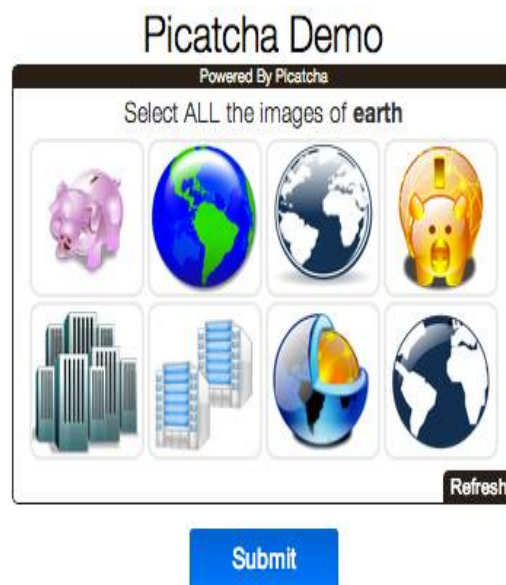 Picatcha Demo
Powered By Picatcha
Select ALL the images of earth
Refresh
Submit